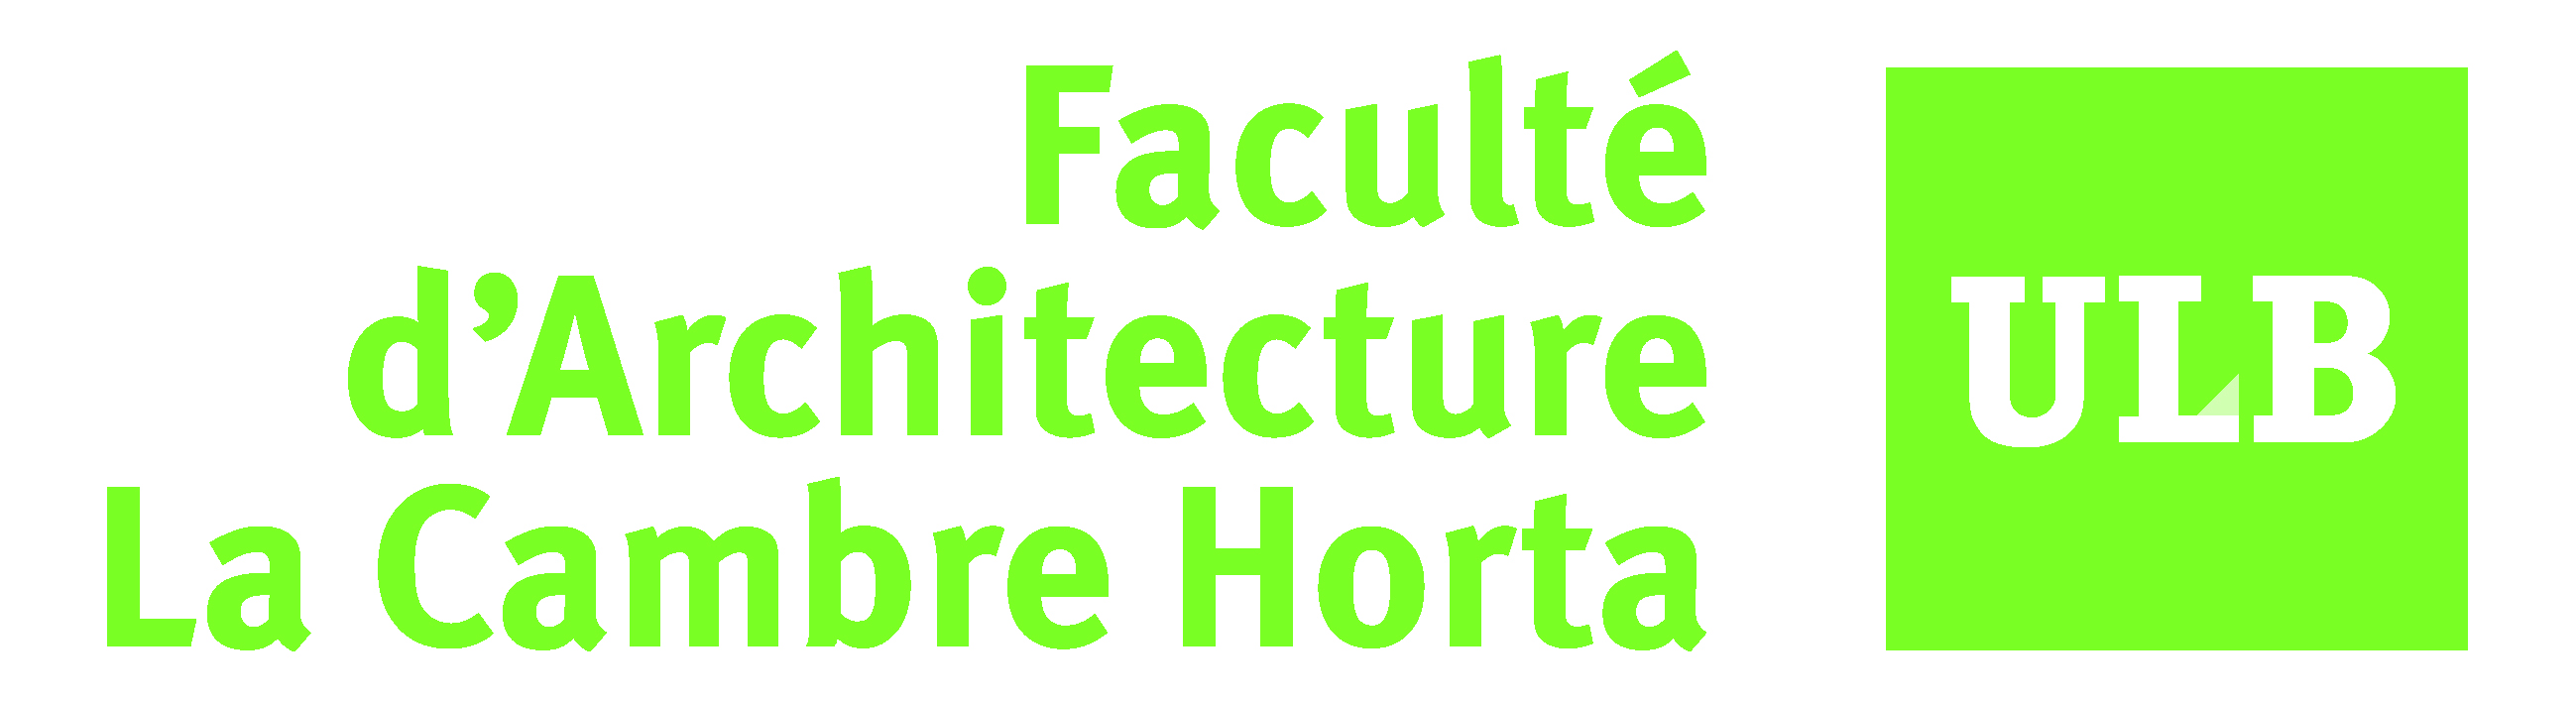 Faculté
d’Architecture
La Cambre Horta
ULB